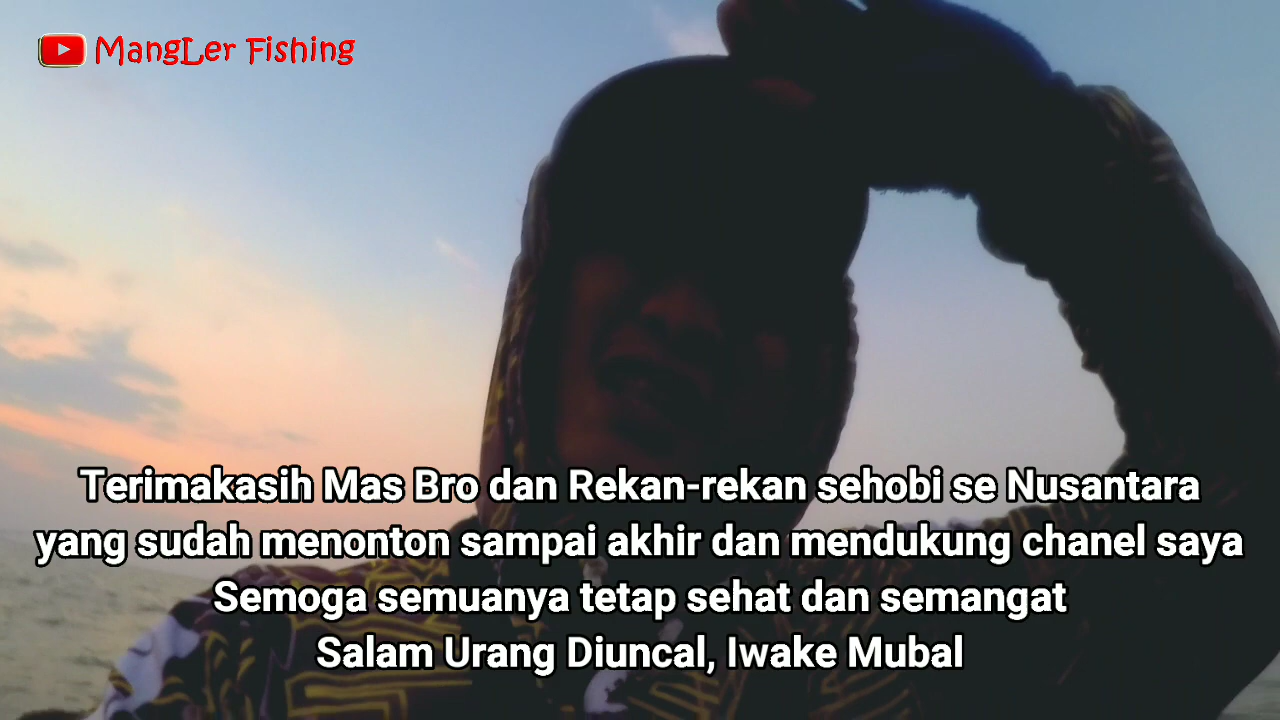 MangLer Fishing
Terimakasih Mas Bro dan Rekan-rekan sehobi se Nusantara
yang sudah menonton sampai akhir dan mendukung chanel saya
Semoga semuanya tetap sehat dan semangat
Salam Urang Diuncal, Iwake Mubal